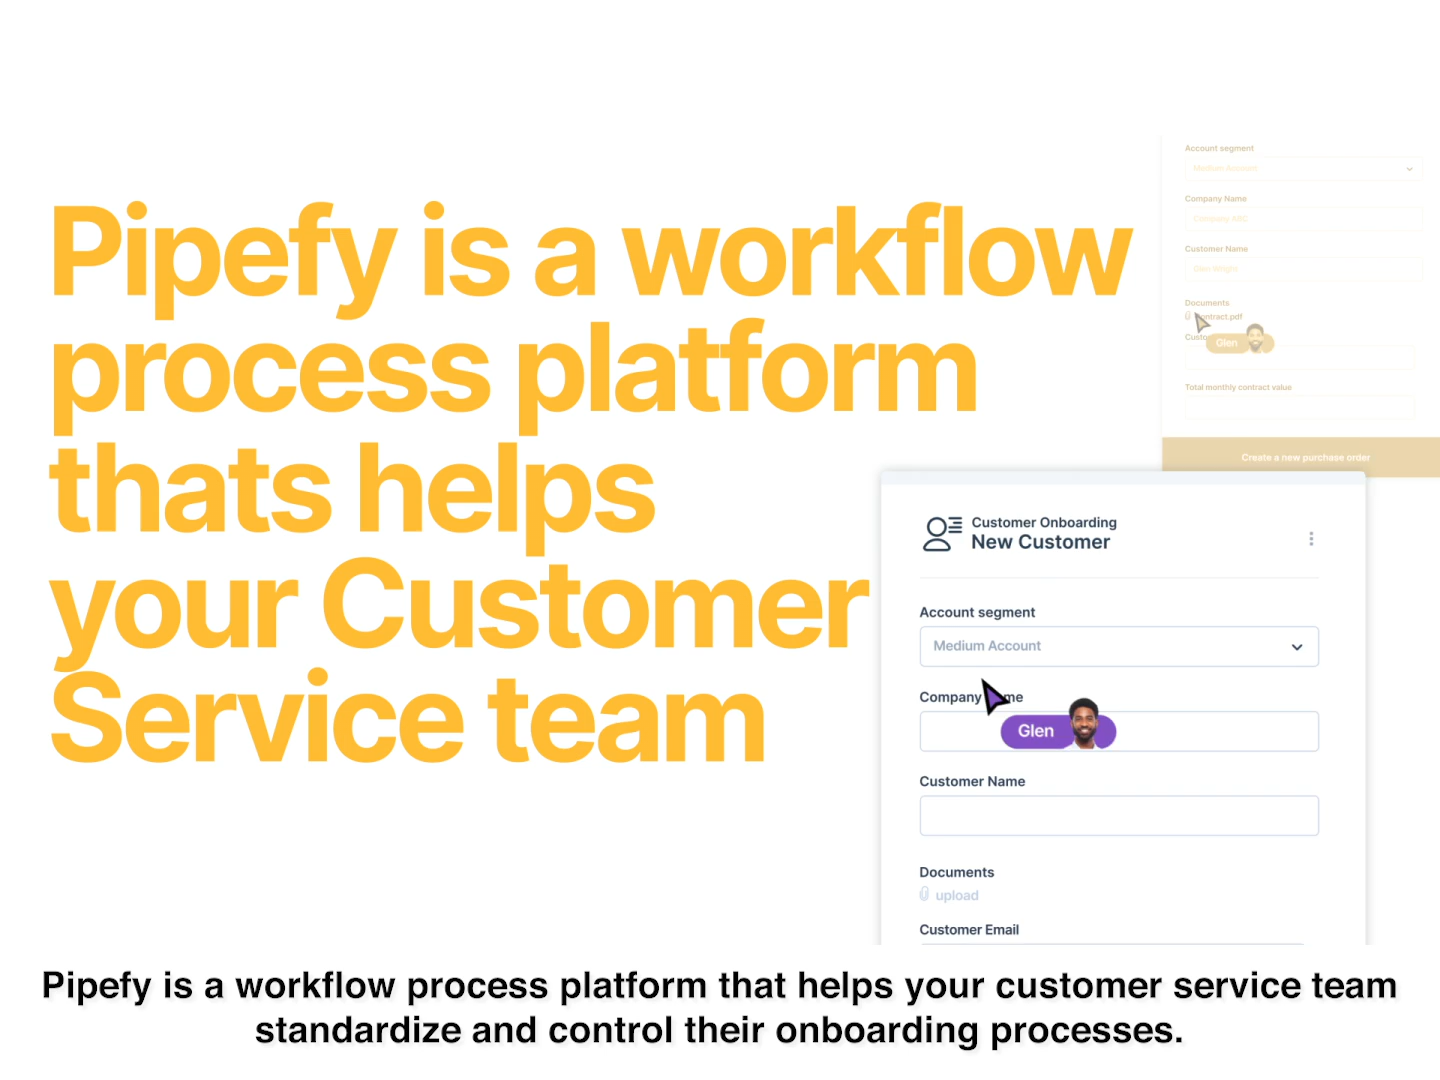 Pipefy is a workflow
process platform
thats helps
your Customer
Service team
Account segment
Medium Account
Company Name
Company ABC
Customer Name
Glen Wright
Documents
contract.pdf
Glen
Total monthly contract value
Create a new purchase order
Customer Onboarding
New Customer
Account segment
Medium Account
Company
Glen
Customer Name
Documents
upload
Customer Email
Pipefy is a workflow process platform that helps your customer service team
standardize and control their onboarding processes.